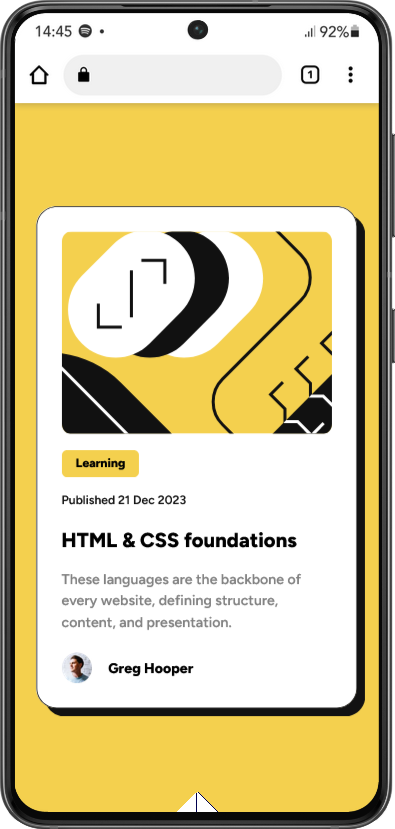 14:45
92%
1
Learning
Published 21 Dec 2023
HTML & CSS foundations
These languages are the backbone of
every website, defining structure,
content, and presentation.
Greg Hooper